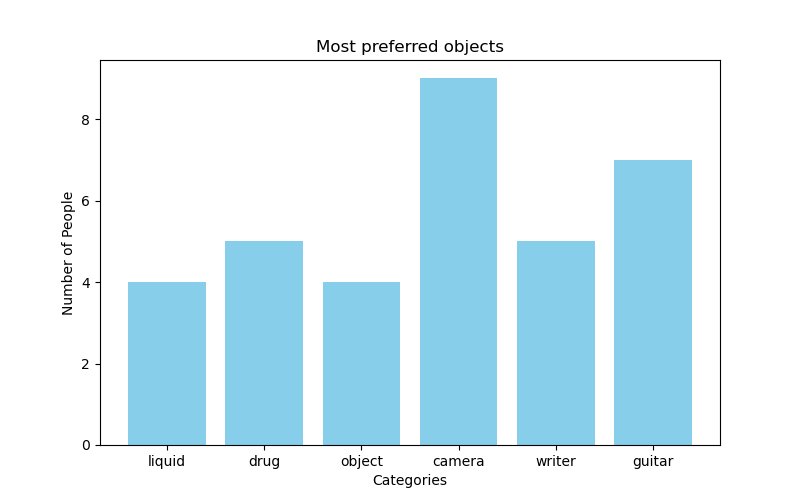 Most preferred objects
Number of People
8
6
4
2
0
liquid drug object camera writer guitar
Categories